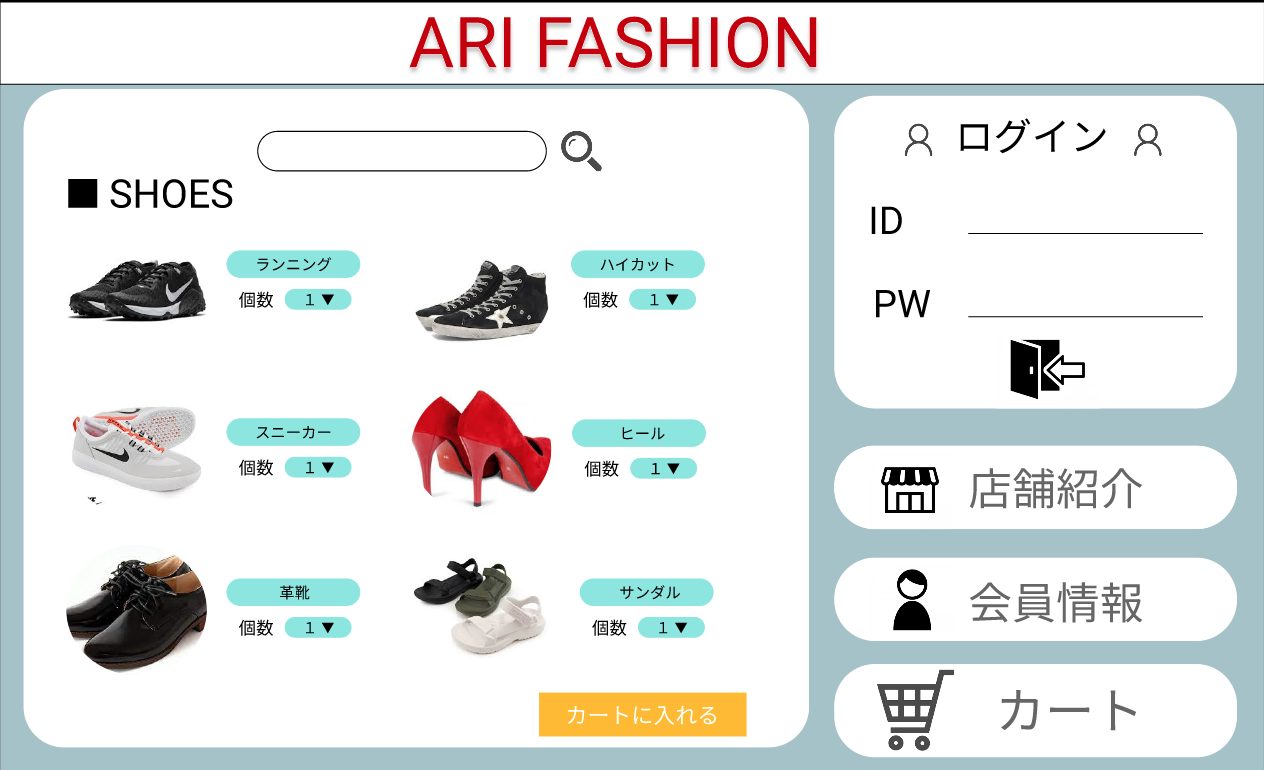 ARI FASHION
■ SHOES
ランニング
個数 1 ▼
ハイカット
個数 1 ▼
スニーカー
個数 1 ▼
ヒール
個数 1 ▼
革靴
個数 1 ▼
サンダル
個数 1 ▼
カートに入れる
ログイン
ID
PW
店舗紹介
会員情報
カート